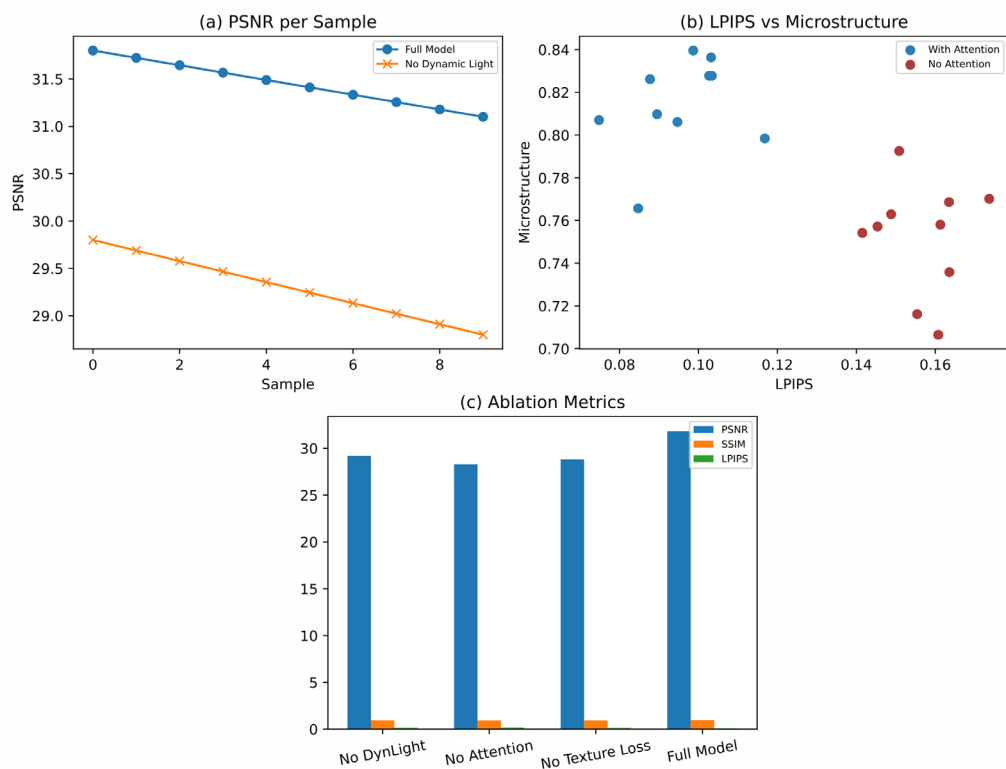 (a) PSNR per Sample
PSNR
31.5
31.0
30.5
30.0
29.5
29.0
Full Model
No Dynamic Light
0
2
4
6
8
Sample
(b) LPIPS vs Microstructure
Microstructure
0.84
0.82
0.80
0.78
0.76
0.74
0.72
0.70
With Attention
No Attention
0.08
0.10
0.12
0.14
0.16
LPIPS
(c) Ablation Metrics
30
25
20
15
10
5
0
PSNR
SSIM
LPIPS
No DynLight
No Attention
No Texture Loss
Full Model